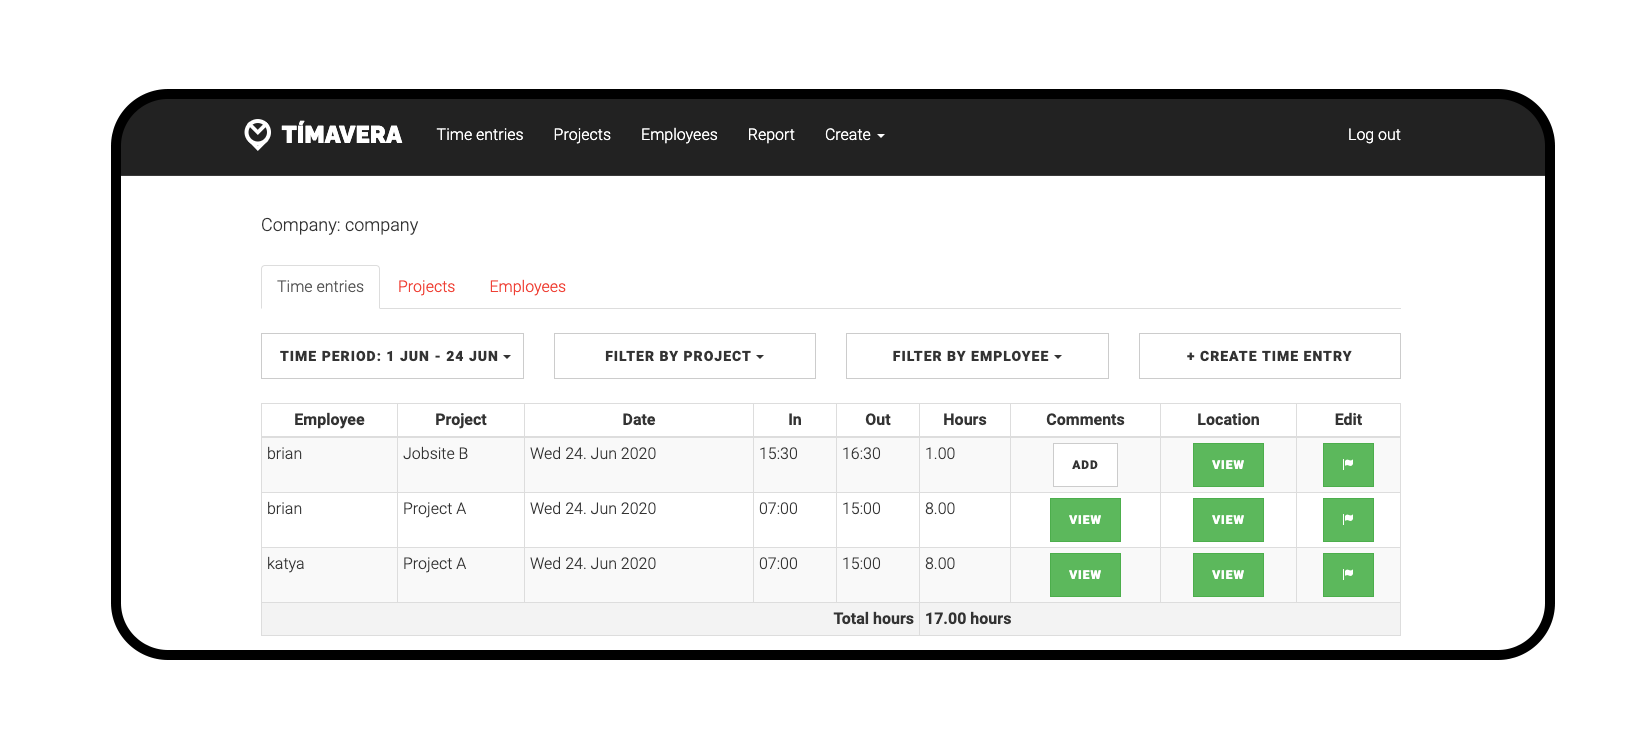 TÍMAVERA Time entries Projects Employees Report Create Log out
Company: company
Time entries Projects Employees
TIME PERIOD: 1 JUN - 24 JUN FILTER BY PROJECT FILTER BY EMPLOYEE + CREATE TIME ENTRY
Employee Project Date In Out Hours Comments Location Edit
brian Jobsite B Wed 24. Jun 2020 15:30 16:30 1.00 ADD VIEW
brian Project A Wed 24. Jun 2020 07:00 15:00 8.00 VIEW VIEW
katya Project A Wed 24. Jun 2020 07:00 15:00 8.00 VIEW VIEW
Total hours 17.00 hours